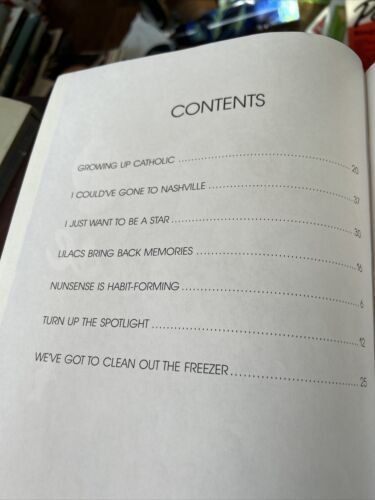 CONTENTS
GROWING UP CATHOLIC ........................................ 20
I COULD'VE GONE TO NASHVILLE ........................................ 37
I JUST WANT TO BE A STAR ........................................ 30
LILACS BRING BACK MEMORIES ........................................ 16
NUNSENSE IS HABIT-FORMING ........................................ 6
TURN UP THE SPOTLIGHT ........................................ 12
WE'VE GOT TO CLEAN OUT THE FREEZER ........................................ 25